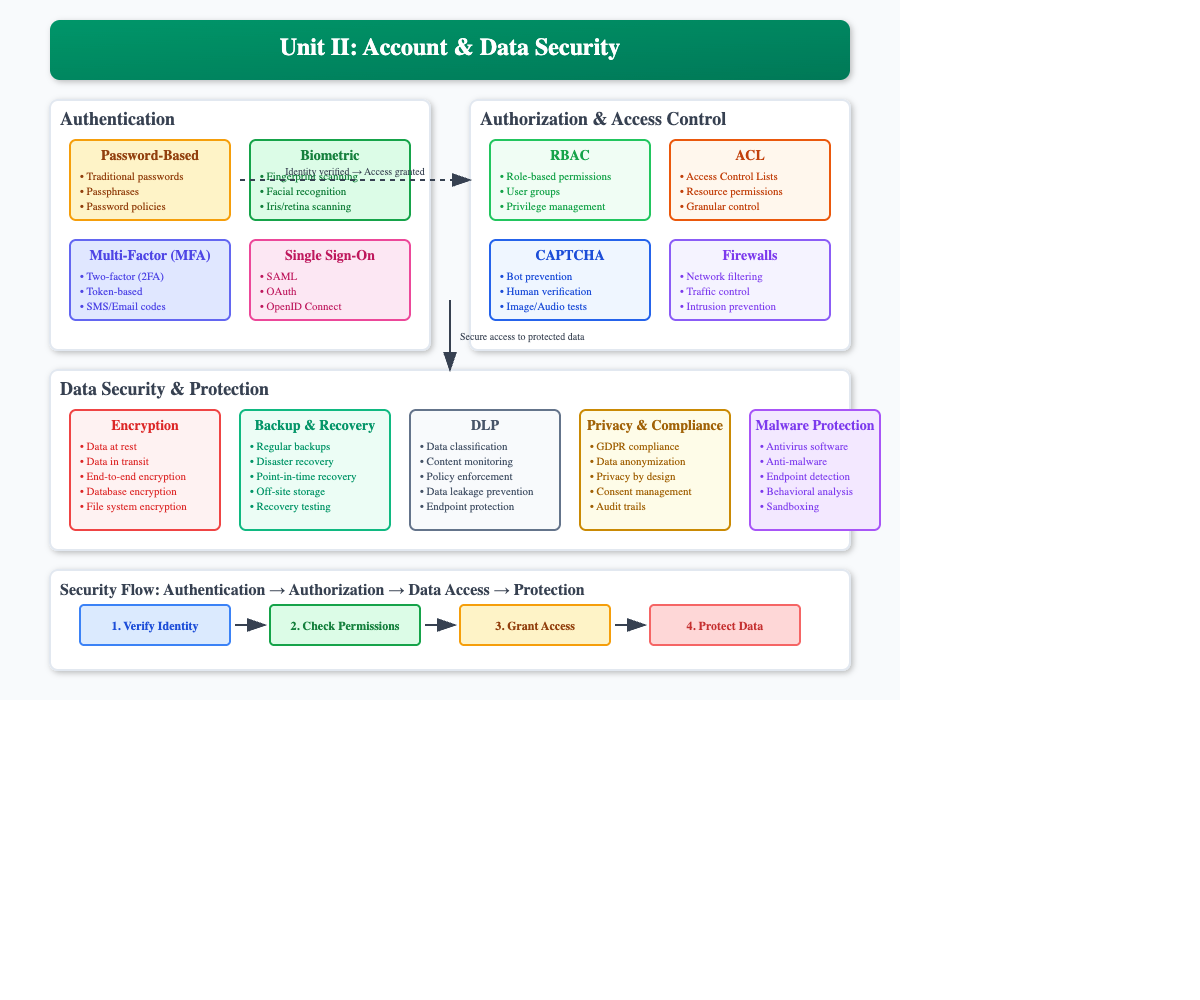 Unit II: Account & Data Security
Authentication
Password-Based
• Traditional passwords
• Passphrases
• Password policies
Biometric
Identity verified → Access granted
• Fingerprint scanning
• Facial recognition
• Iris/retina scanning
Multi-Factor (MFA)
• Two-factor (2FA)
• Token-based
• SMS/Email codes
Single Sign-On
• SAML
• OAuth
• OpenID Connect
Authorization & Access Control
RBAC
• Role-based permissions
• User groups
• Privilege management
ACL
• Access Control Lists
• Resource permissions
• Granular control
CAPTCHA
• Bot prevention
• Human verification
• Image/Audio tests
Firewalls
• Network filtering
• Traffic control
• Intrusion prevention
Secure access to protected data
Data Security & Protection
Encryption
• Data at rest
• Data in transit
• End-to-end encryption
• Database encryption
• File system encryption
Backup & Recovery
• Regular backups
• Disaster recovery
• Point-in-time recovery
• Off-site storage
• Recovery testing
DLP
• Data classification
• Content monitoring
• Policy enforcement
• Data leakage prevention
• Endpoint protection
Privacy & Compliance
• GDPR compliance
• Data anonymization
• Privacy by design
• Consent management
• Audit trails
Malware Protection
• Antivirus software
• Anti-malware
• Endpoint detection
• Behavioral analysis
• Sandboxing
Security Flow: Authentication → Authorization → Data Access → Protection
1. Verify Identity
2. Check Permissions
3. Grant Access
4. Protect Data